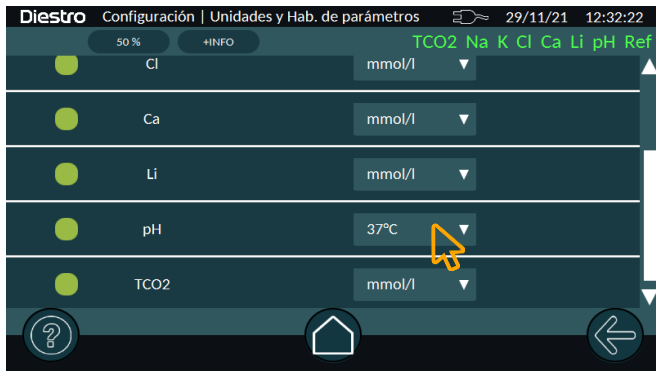 Diestro Configuración | Unidades y Hab. de parámetros 29/11/21 12:32:22
50 % +INFO TCO2 Na K Cl Ca Li pH Ref
Cl mmol/l
Ca mmol/l
Li mmol/l
pH 37°C
TCO2 mmol/l
?